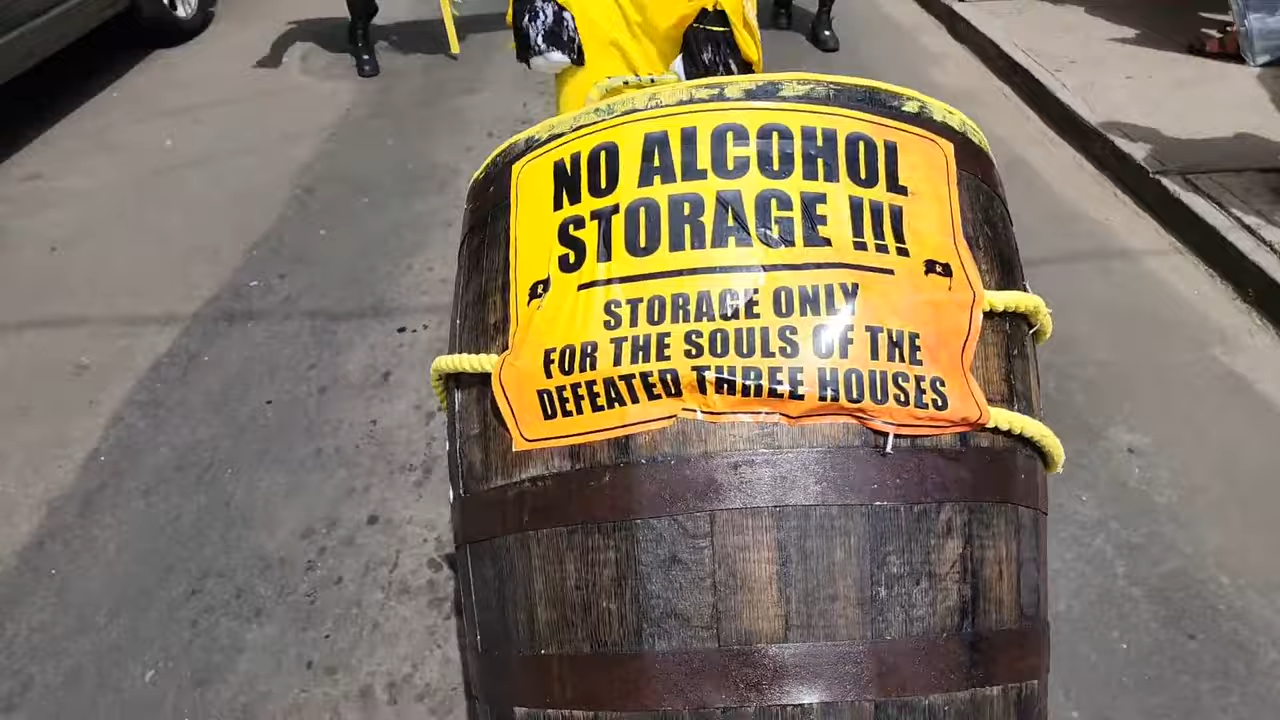 NO ALCOHOL
STORAGE !!!
STORAGE ONLY
FOR THE SOULS OF THE
DEFEATED THREE HOUSES